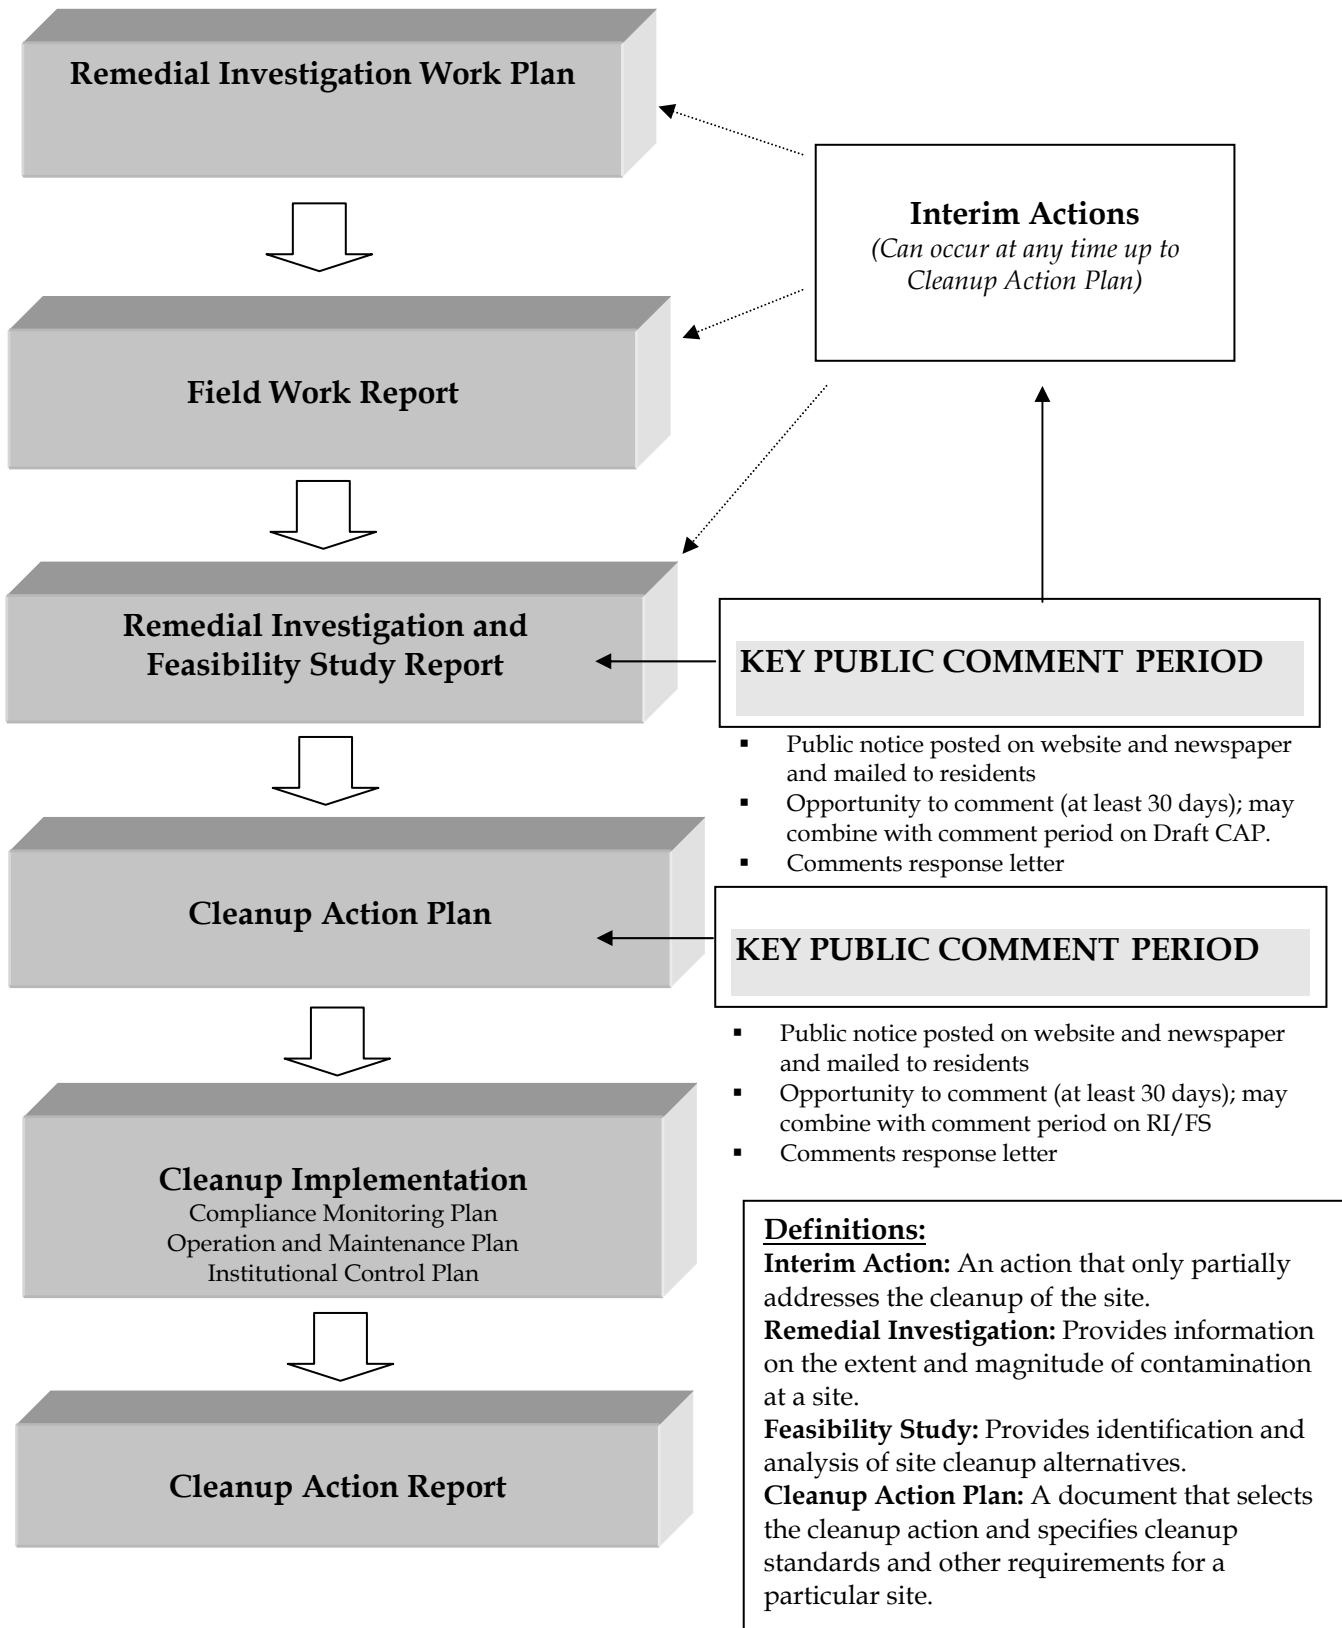 Remedial Investigation Work Plan
Interim Actions
(Can occur at any time up to
Cleanup Action Plan)
Field Work Report
Remedial Investigation and
Feasibility Study Report
KEY PUBLIC COMMENT PERIOD
▪ Public notice posted on website and newspaper
and mailed to residents
▪ Opportunity to comment (at least 30 days); may
combine with comment period on Draft CAP.
▪ Comments response letter
Cleanup Action Plan
KEY PUBLIC COMMENT PERIOD
▪ Public notice posted on website and newspaper
and mailed to residents
▪ Opportunity to comment (at least 30 days); may
combine with comment period on RI/FS
▪ Comments response letter
Cleanup Implementation
Compliance Monitoring Plan
Operation and Maintenance Plan
Institutional Control Plan
Cleanup Action Report
Definitions:
Interim Action: An action that only partially
addresses the cleanup of the site.
Remedial Investigation: Provides information
on the extent and magnitude of contamination
at a site.
Feasibility Study: Provides identification and
analysis of site cleanup alternatives.
Cleanup Action Plan: A document that selects
the cleanup action and specifies cleanup
standards and other requirements for a
particular site.